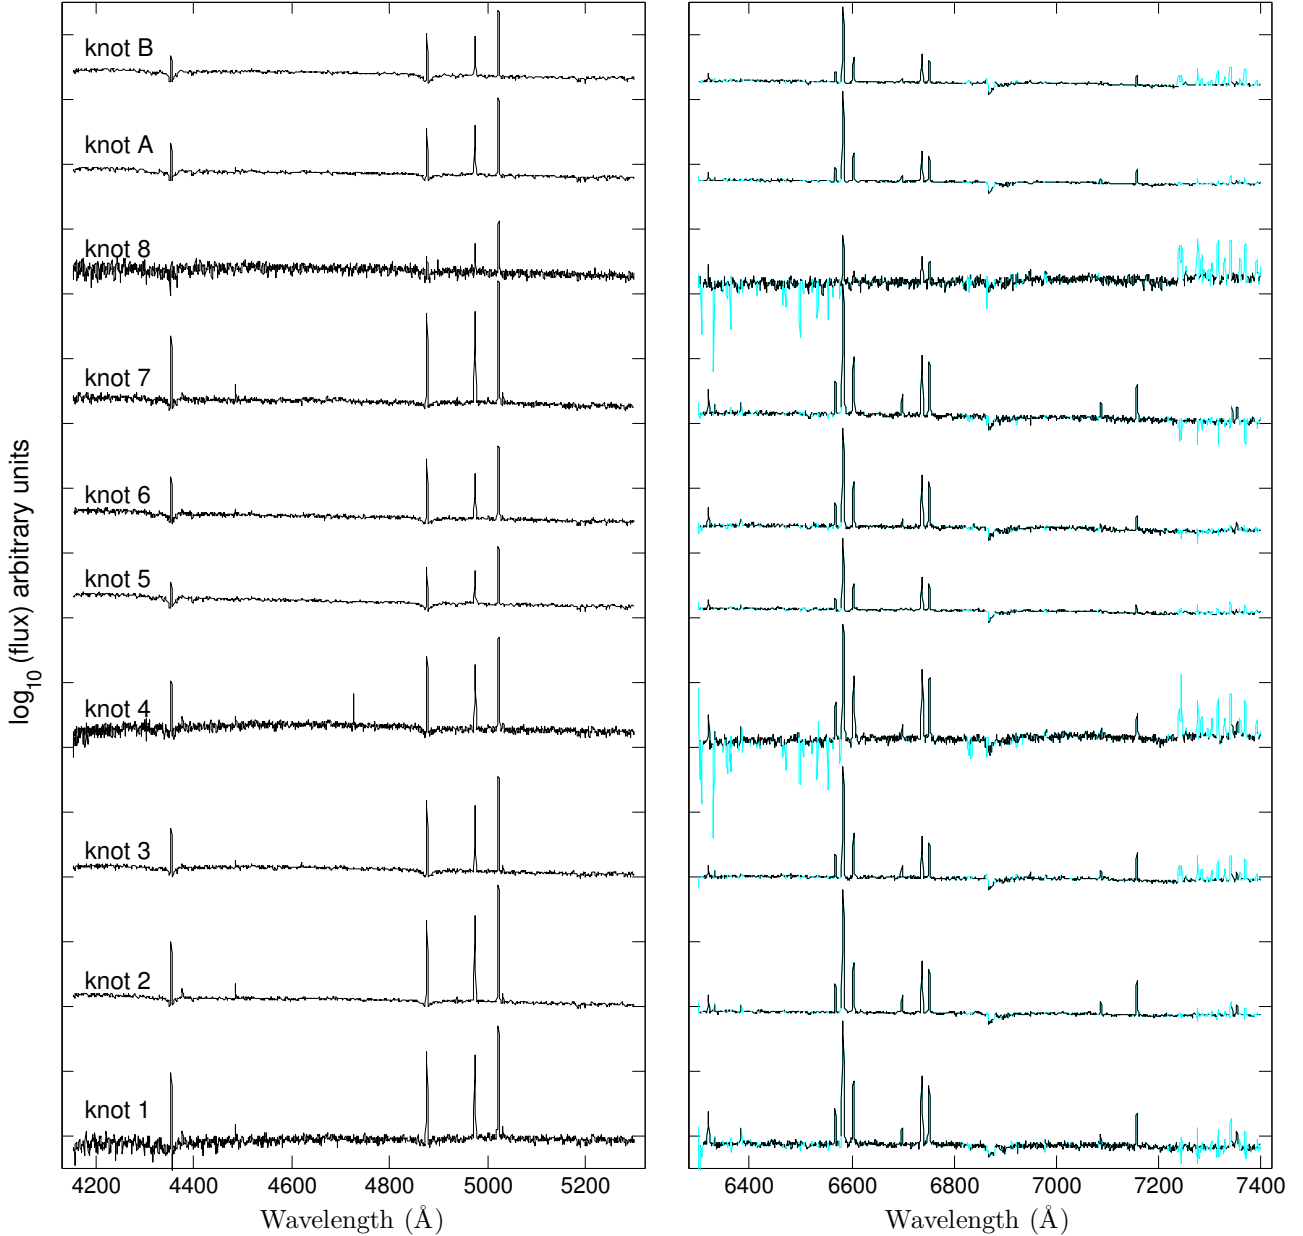 knot B
knot A
knot 8
knot 7
knot 6
knot 5
knot 4
knot 3
knot 2
knot 1
log10 (flux) arbitrary units
4200 4400 4600 4800 5000 5200
6400 6600 6800 7000 7200 7400
Wavelength (Å)
Wavelength (Å)